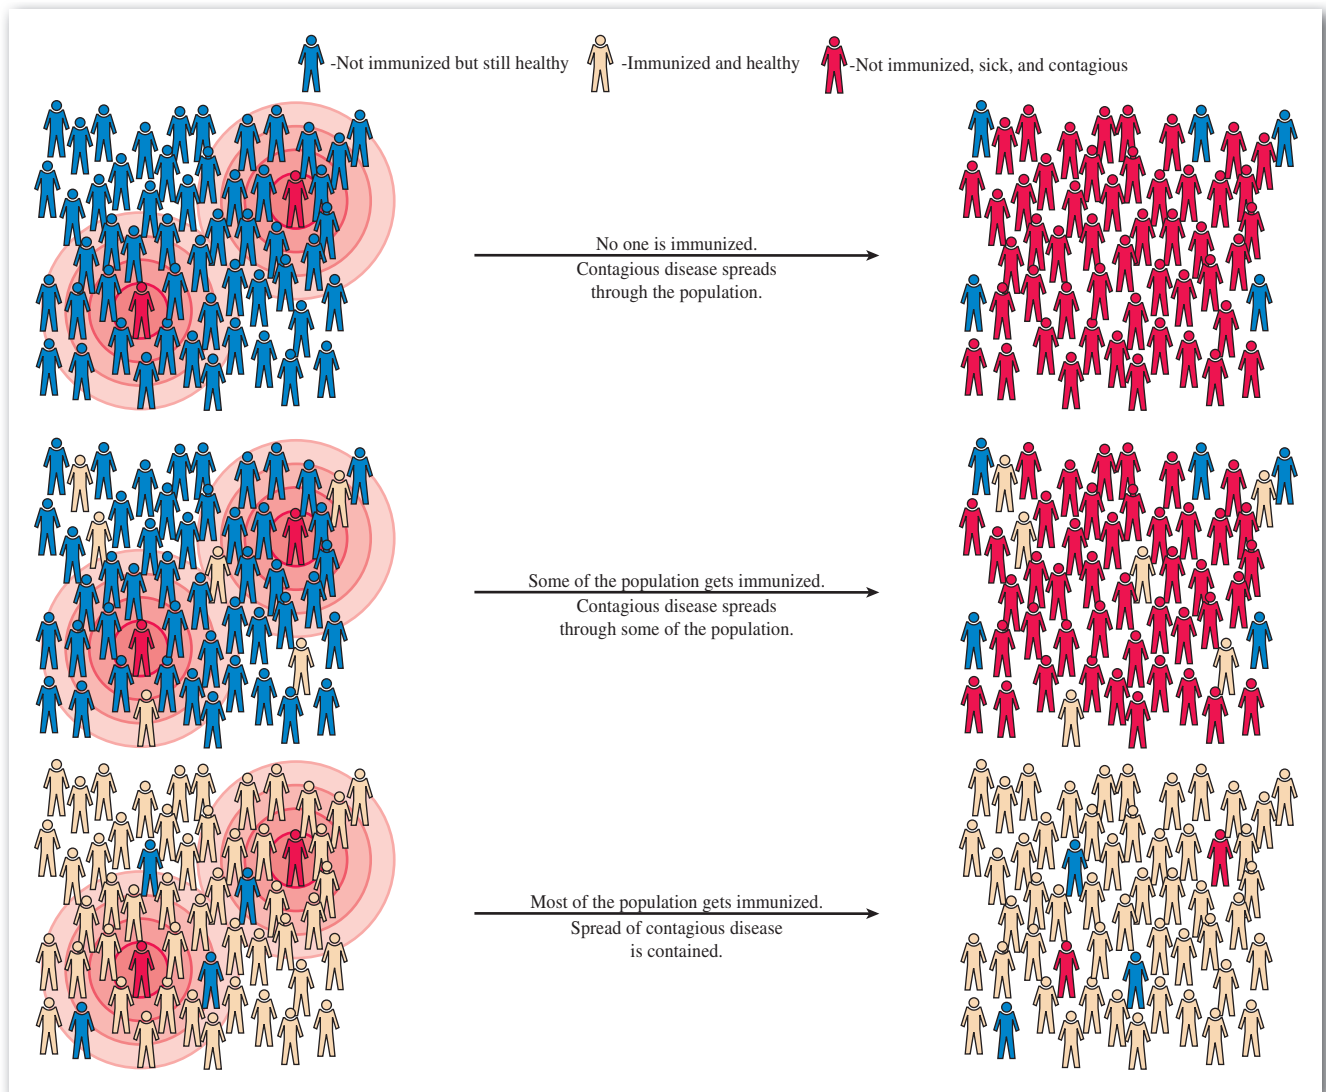 -Not immunized but still healthy
-Immunized and healthy
-Not immunized, sick, and contagious
No one is immunized.
Contagious disease spreads
through the population.
Some of the population gets immunized.
Contagious disease spreads
through some of the population.
Most of the population gets immunized.
Spread of contagious disease
is contained.